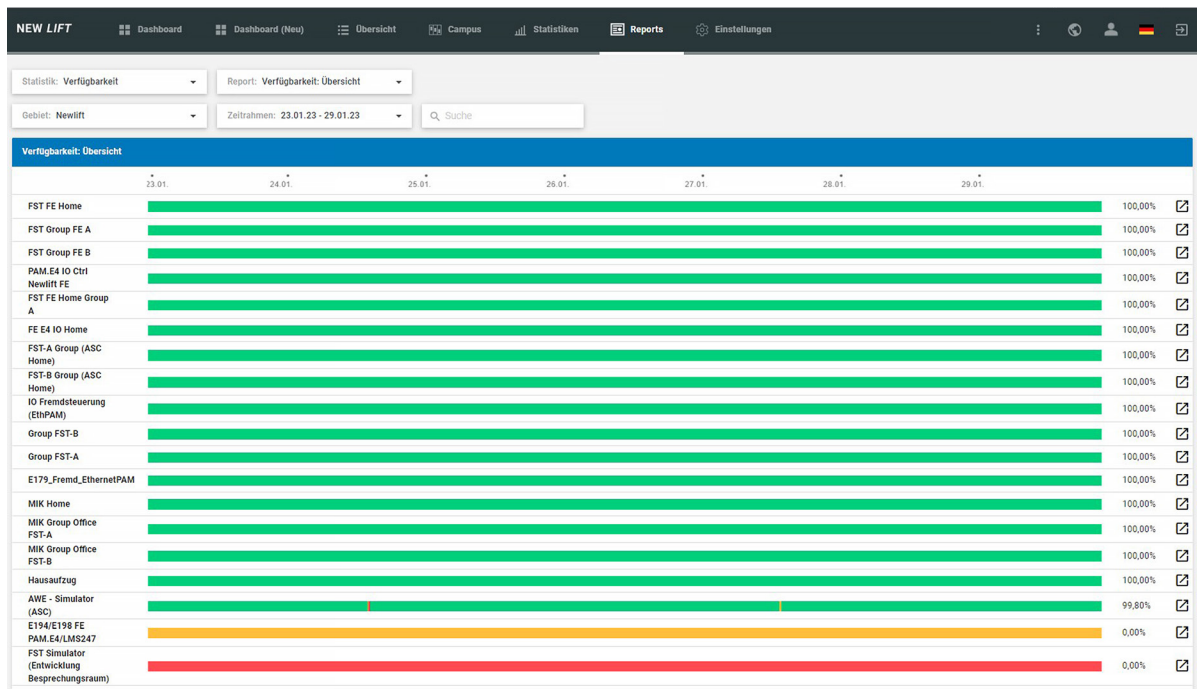 NEW LIFT Dashboard Dashboard (Neu) Übersicht Campus Statistiken Reports Einstellungen
Statistik: Verfügbarkeit Report: Verfügbarkeit: Übersicht
Gebiet: Newlift Zeitrahmen: 23.01.23 - 29.01.23 Suche
Verfügbarkeit: Übersicht
23.01. 24.01. 25.01. 26.01. 27.01. 28.01. 29.01.
FST FE Home 100,00%
FST Group FE A 100,00%
FST Group FE B 100,00%
PAM.E4 IO Ctrl
Newlift FE 100,00%
FST FE Home Group
A 100,00%
FE E4 IO Home 100,00%
FST-A Group (ASC
Home) 100,00%
FST-B Group (ASC
Home) 100,00%
IO Fremdsteuerung
(EthPAM) 100,00%
Group FST-B 100,00%
Group FST-A 100,00%
E179_Fremd_EthernetPAM 100,00%
MIK Home 100,00%
MIK Group Office
FST-A 100,00%
MIK Group Office
FST-B 100,00%
Hausaufzug 100,00%
AWE - Simulator
(ASC) 99,80%
E194/E198 FE
PAM.E4/LMS247 0,00%
FST Simulator
(Entwicklung 0,00%
Besprechungsraum)